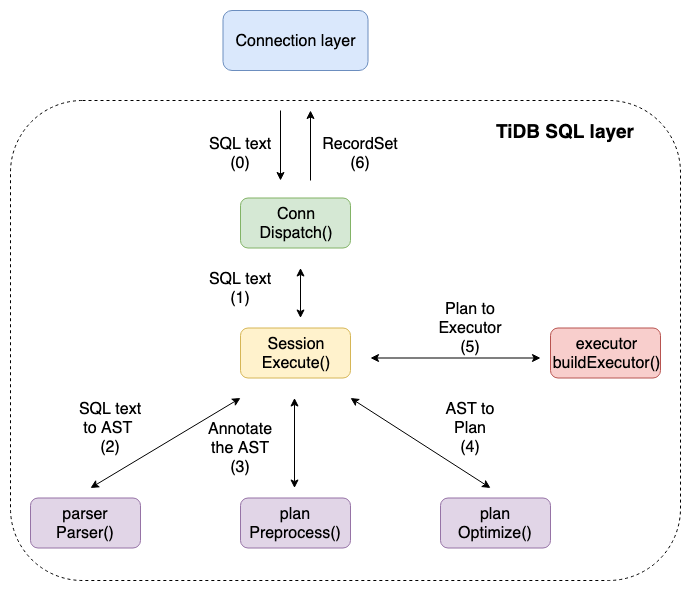 Connection layer
TiDB SQL layer
SQL text
(0)
RecordSet
(6)
Conn
Dispatch()
SQL text
(1)
Plan to
Executor
(5)
Session
Execute()
executor
buildExecutor()
SQL text
to AST
(2)
Annotate
the AST
(3)
AST to
Plan
(4)
parser
Parser()
plan
Preprocess()
plan
Optimize()